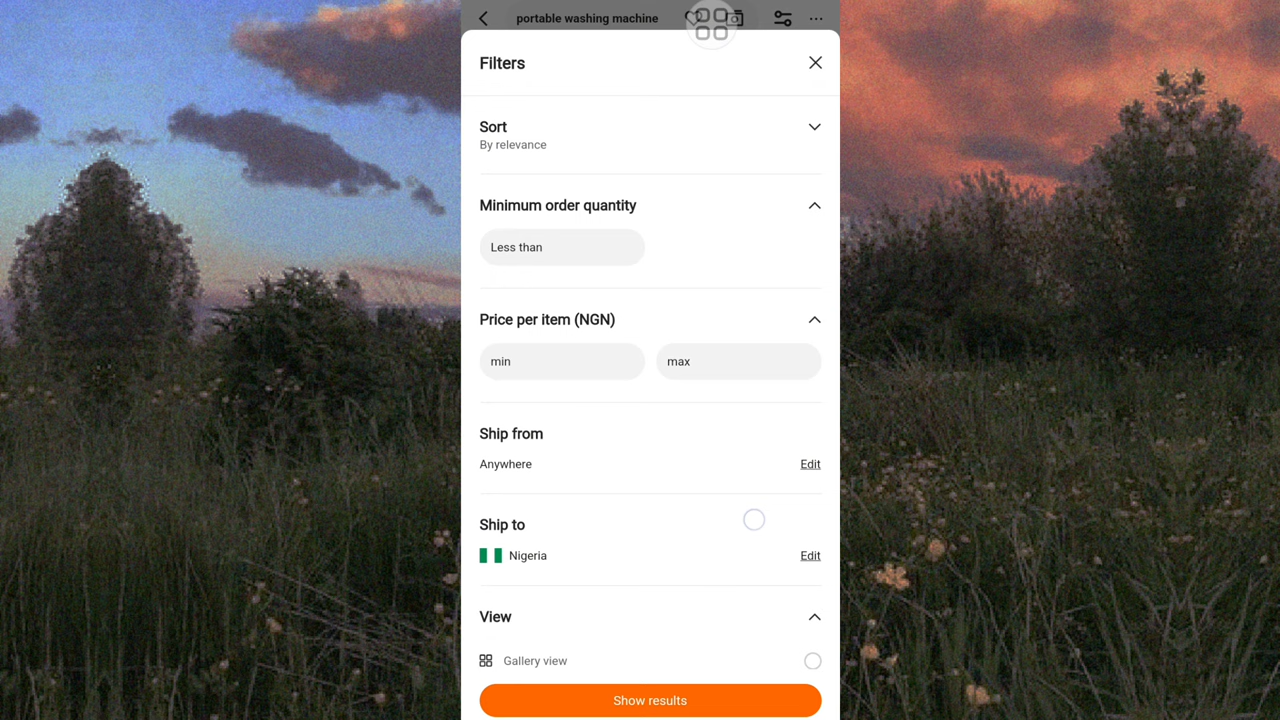 portable washing machine
Filters
Sort
By relevance
Minimum order quantity
Less than
Price per item (NGN)
min max
Ship from
Anywhere Edit
Ship to
Nigeria Edit
View
Gallery view
Show results